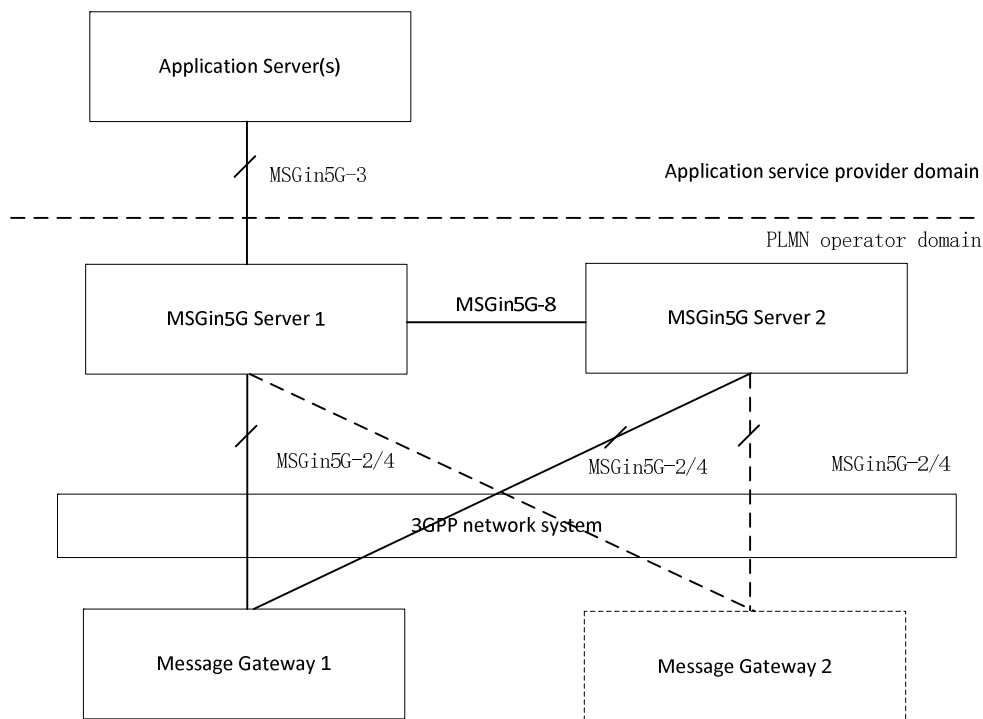 Application Server(s)
MSGin5G-3
Application service provider domain
PLMN operator domain
MSGin5G Server 1
MSGin5G-8
MSGin5G Server 2
MSGin5G-2/4
MSGin5G-2/4
MSGin5G-2/4
3GPP network system
Message Gateway 1
Message Gateway 2